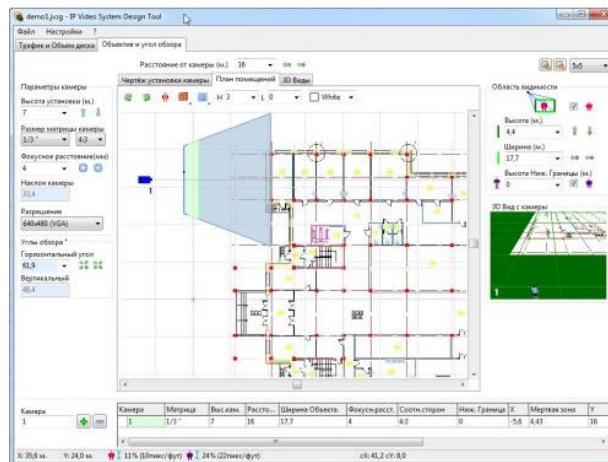 demo1.jvsg - IP Video System Design Tool
Файл Настройки ?
Трафик и Объем диска Объектив и угол обзора
Расстояние от камеры (м.) 16
5x5
Чертёж установки камеры План помещений 3D Виды
H 3 L 0 White
Параметры камеры
Высота установки (м.)
7
Размер матрицы камеры
1/3 " 4:3
Фокусное расстояние(мм)
4
Наклон камеры
33,4
Разрешение
640x480 (VGA)
Углы обзора °
Горизонтальный угол
61,9
Вертикальный
48,4
1
Область видимости
Высота (м.)
4,4
Ширина (м.)
17,7
Высота Ниж. Границы (м.)
0
3D Вид с камеры
1
Камера
1
Камера Матрица Выс.кам. Рассто... Ширина Объекта. Фокусн.расст. Соотн.сторон Ниж. Граница X Мертвая зона Y
1 1/3 " 7 16 17,7 4 4:3 0 -5,6 4,43 16
X: 35,6 м. Y: 24,0 м. 11% (10пикс/фут) 24% (22пикс/фут) cX: 41,2 cY: 8,0